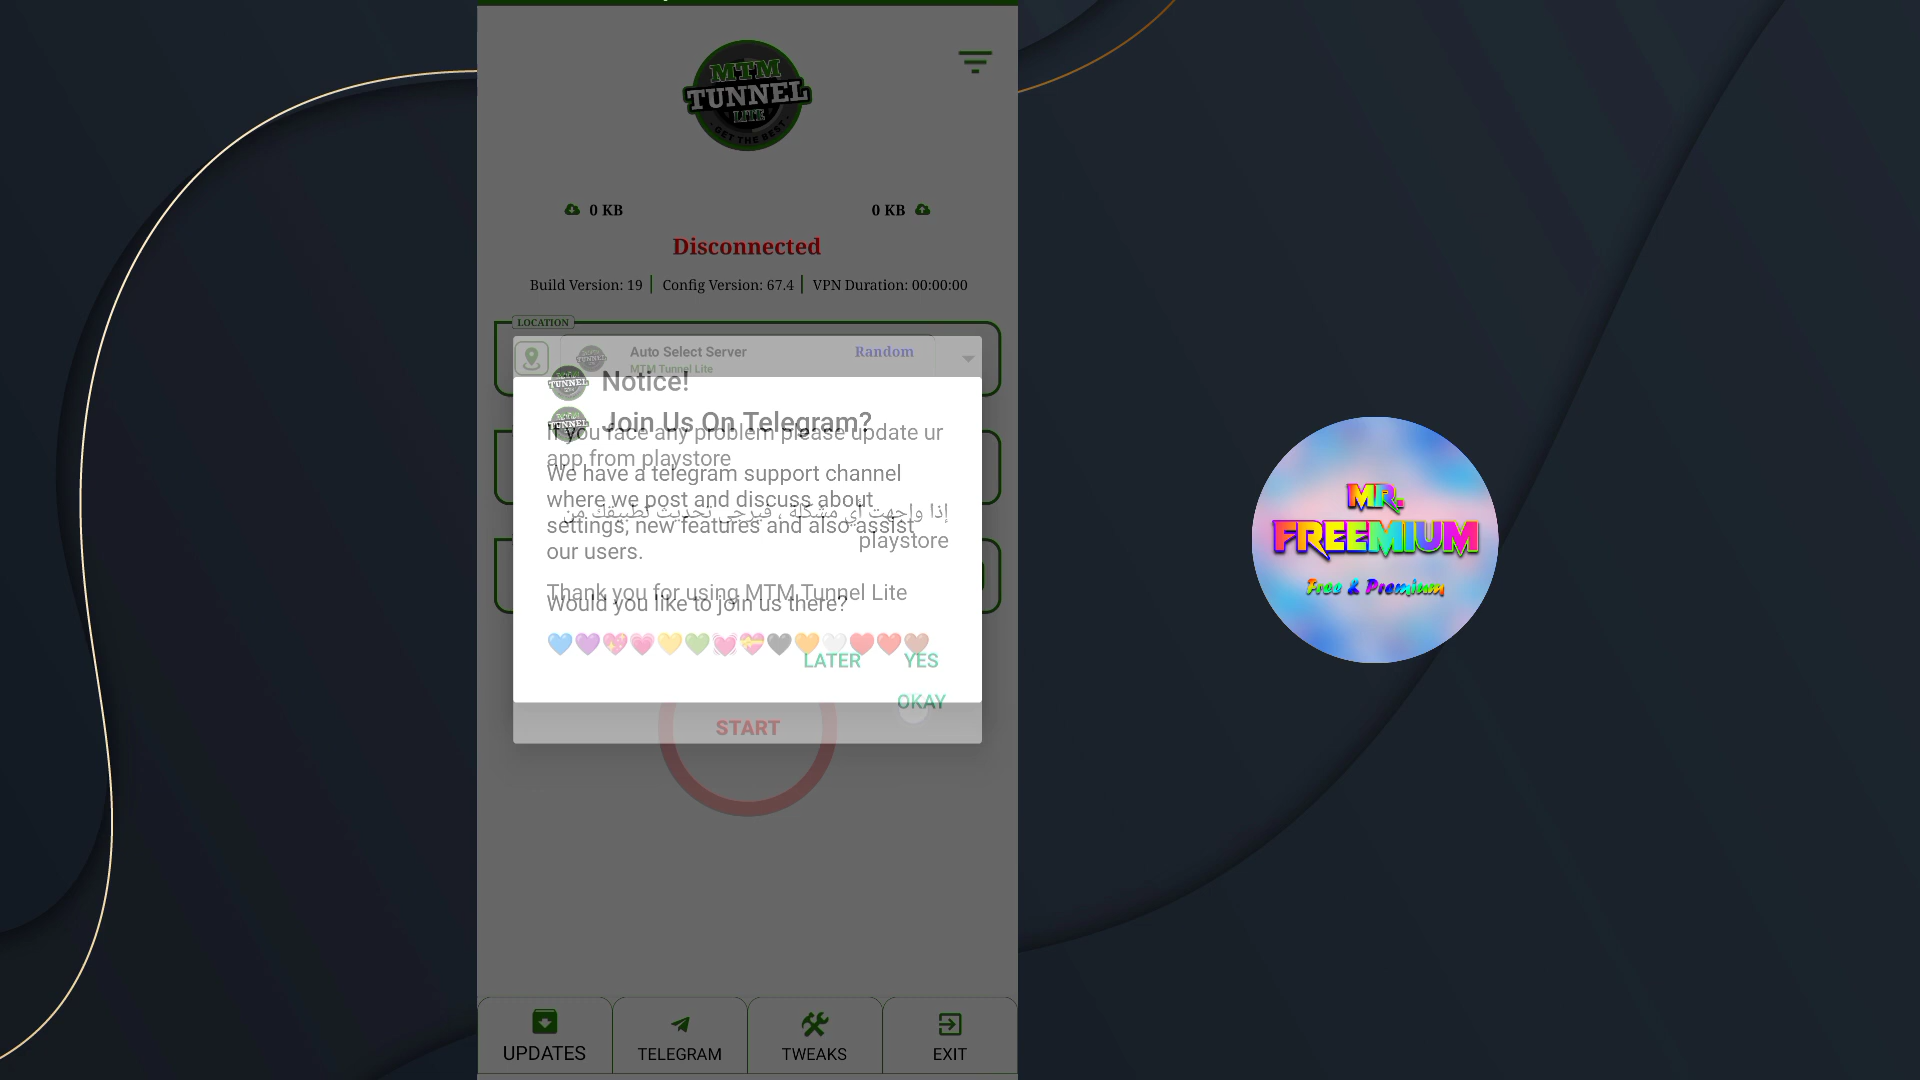 MTM
TUNNEL
LITE
GET THE BEST
0 KB
0 KB
Disconnected
Build Version: 19
Config Version: 67.4
VPN Duration: 00:00:00
LOCATION
Auto Select Server
Random
MTM Tunnel Lite
Notice!
If you face any problem please update ur
app from playstore
إذا واجهت أي مشكلة ، فيرجى تحديث تطبيقك من
playstore
Thank you for using MTM Tunnel Lite
💙💜💖💗💛💚💓💝🖤🧡🤍❤️❤️🤎
OKAY
Join Us On Telegram?
We have a telegram support channel
where we post and discuss about
settings, new features and also assist
our users.
Would you like to join us there?
LATER
YES
START
UPDATES
TELEGRAM
TWEAKS
EXIT
MR.
FREEMIUM
Free & Premium